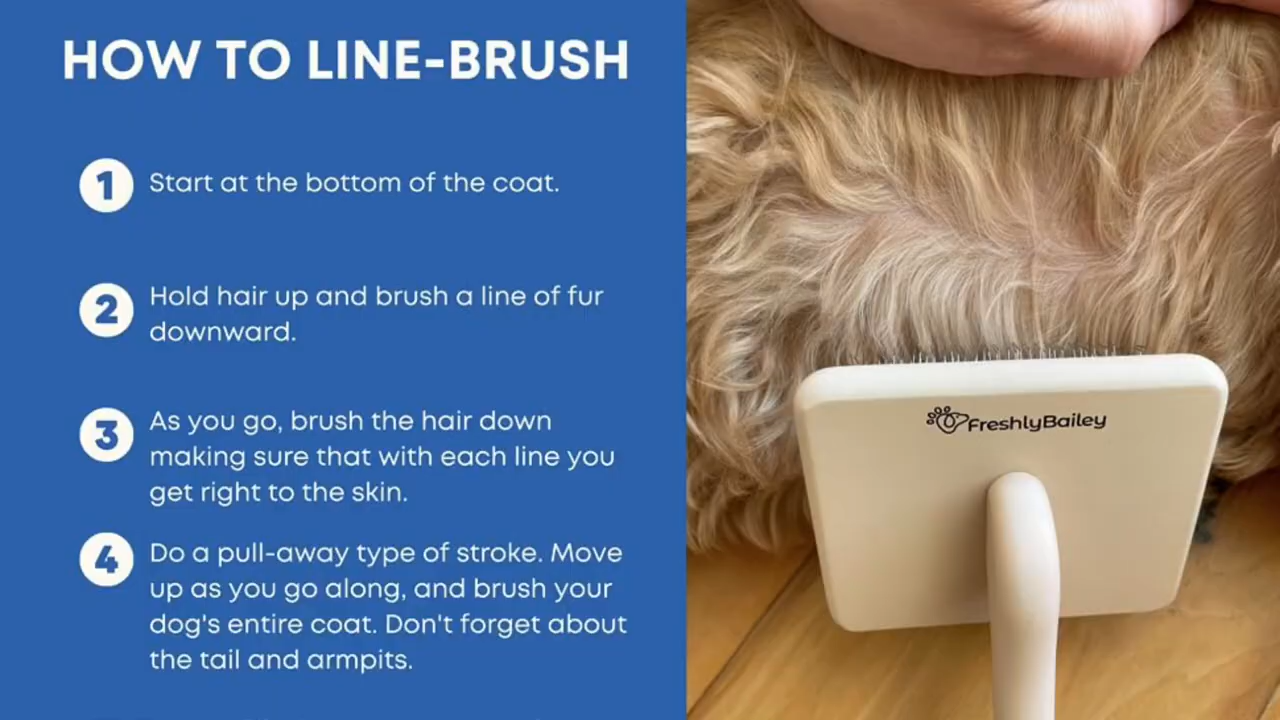 HOW TO LINE-BRUSH
1 Start at the bottom of the coat.
2 Hold hair up and brush a line of fur
downward.
3 As you go, brush the hair down
making sure that with each line you
get right to the skin.
4 Do a pull-away type of stroke. Move
up as you go along, and brush your
dog's entire coat. Don't forget about
the tail and armpits.
FreshlyBailey